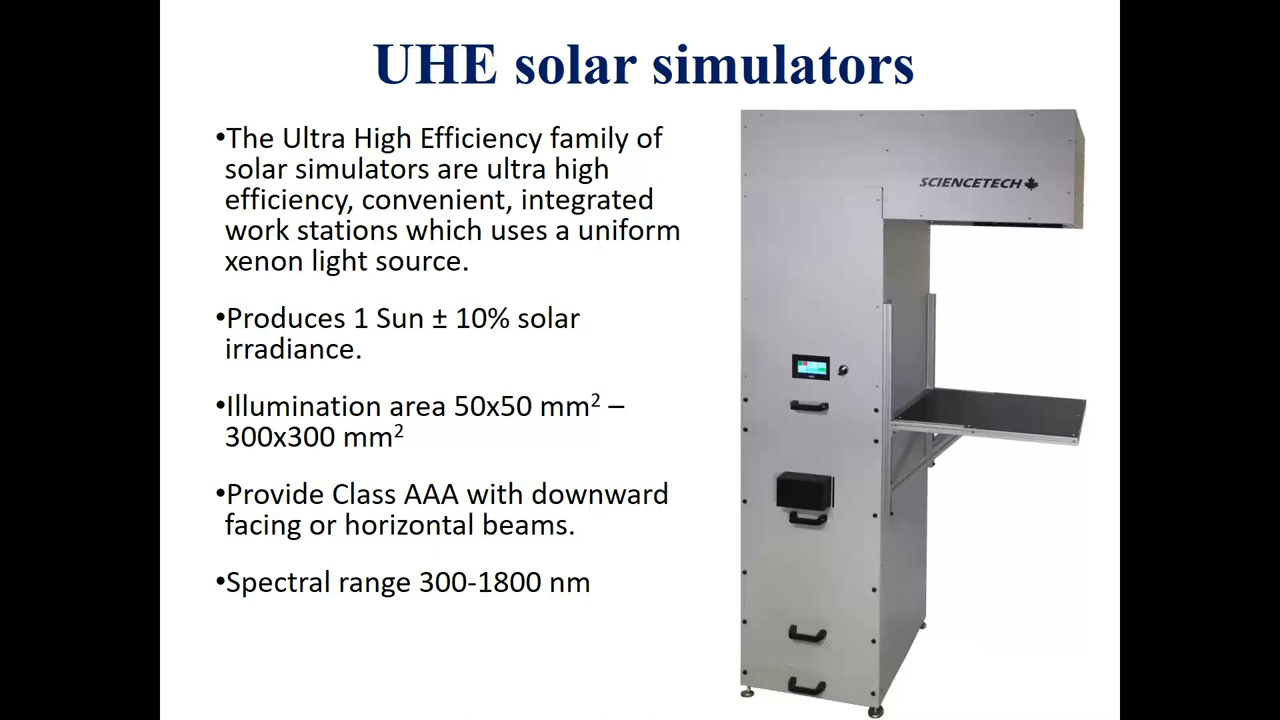 UHE solar simulators
•The Ultra High Efficiency family of
solar simulators are ultra high
efficiency, convenient, integrated
work stations which uses a uniform
xenon light source.
•Produces 1 Sun ± 10% solar
irradiance.
•Illumination area 50x50 mm² –
300x300 mm²
•Provide Class AAA with downward
facing or horizontal beams.
•Spectral range 300-1800 nm
SCIENCETECH